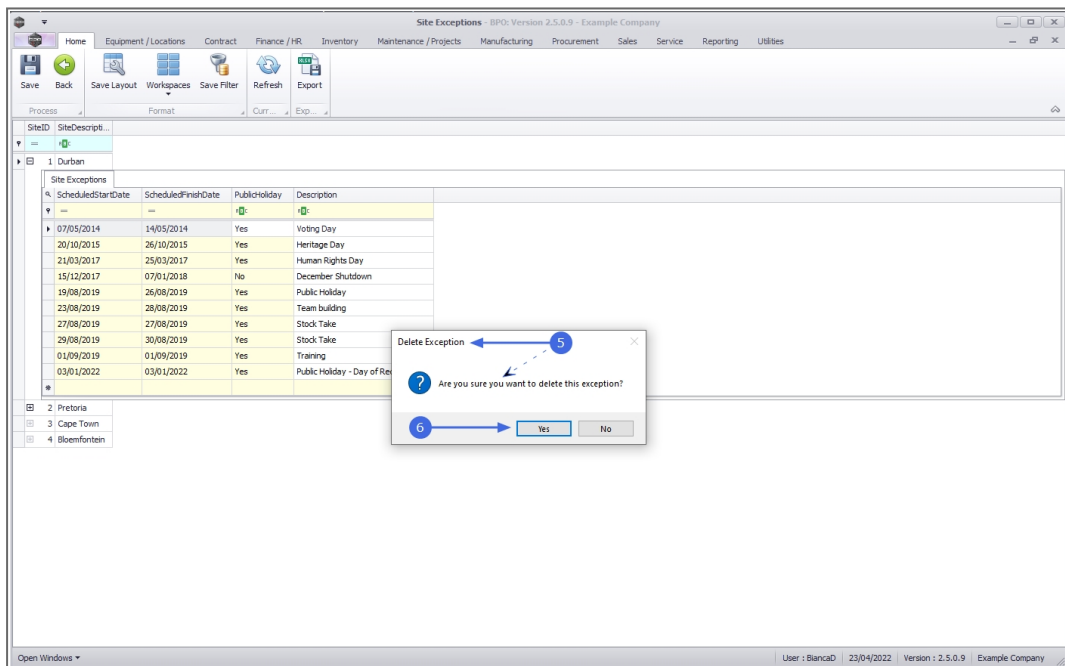 Site Exceptions - BPO: Version 2.5.0.9 - Example Company
Home Equipment / Locations Contract Finance / HR Inventory Maintenance / Projects Manufacturing Procurement Sales Service Reporting Utilities
Save Back Save Layout Workspaces Save Filter Refresh Export
Process Format Curr... Exp...
SiteID SiteDescripti...
=
1 Durban
Site Exceptions
ScheduledStartDate ScheduledFinishDate PublicHoliday Description
= =
07/05/2014 14/05/2014 Yes Voting Day
20/10/2015 26/10/2015 Yes Heritage Day
21/03/2017 25/03/2017 Yes Human Rights Day
15/12/2017 07/01/2018 No December Shutdown
19/08/2019 26/08/2019 Yes Public Holiday
23/08/2019 28/08/2019 Yes Team building
27/08/2019 27/08/2019 Yes Stock Take
29/08/2019 30/08/2019 Yes Stock Take
01/09/2019 01/09/2019 Yes Training
03/01/2022 03/01/2022 Yes Public Holiday - Day of Rec
Delete Exception 5
? Are you sure you want to delete this exception?
6 Yes No
2 Pretoria
3 Cape Town
4 Bloemfontein
Open Windows User : BiancaD 23/04/2022 Version : 2.5.0.9 Example Company